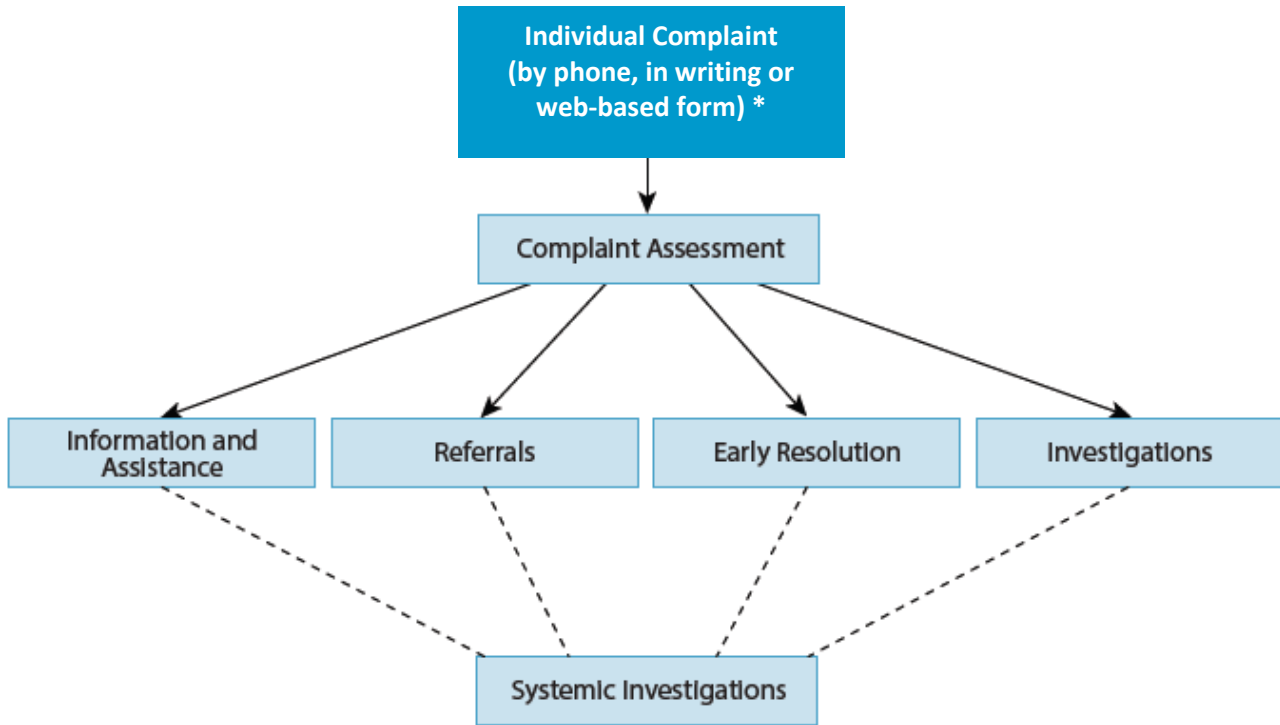 Individual Complaint
(by phone, in writing or
web-based form) *
Complaint Assessment
Information and
Assistance
Referrals
Early Resolution
Investigations
Systemic Investigations